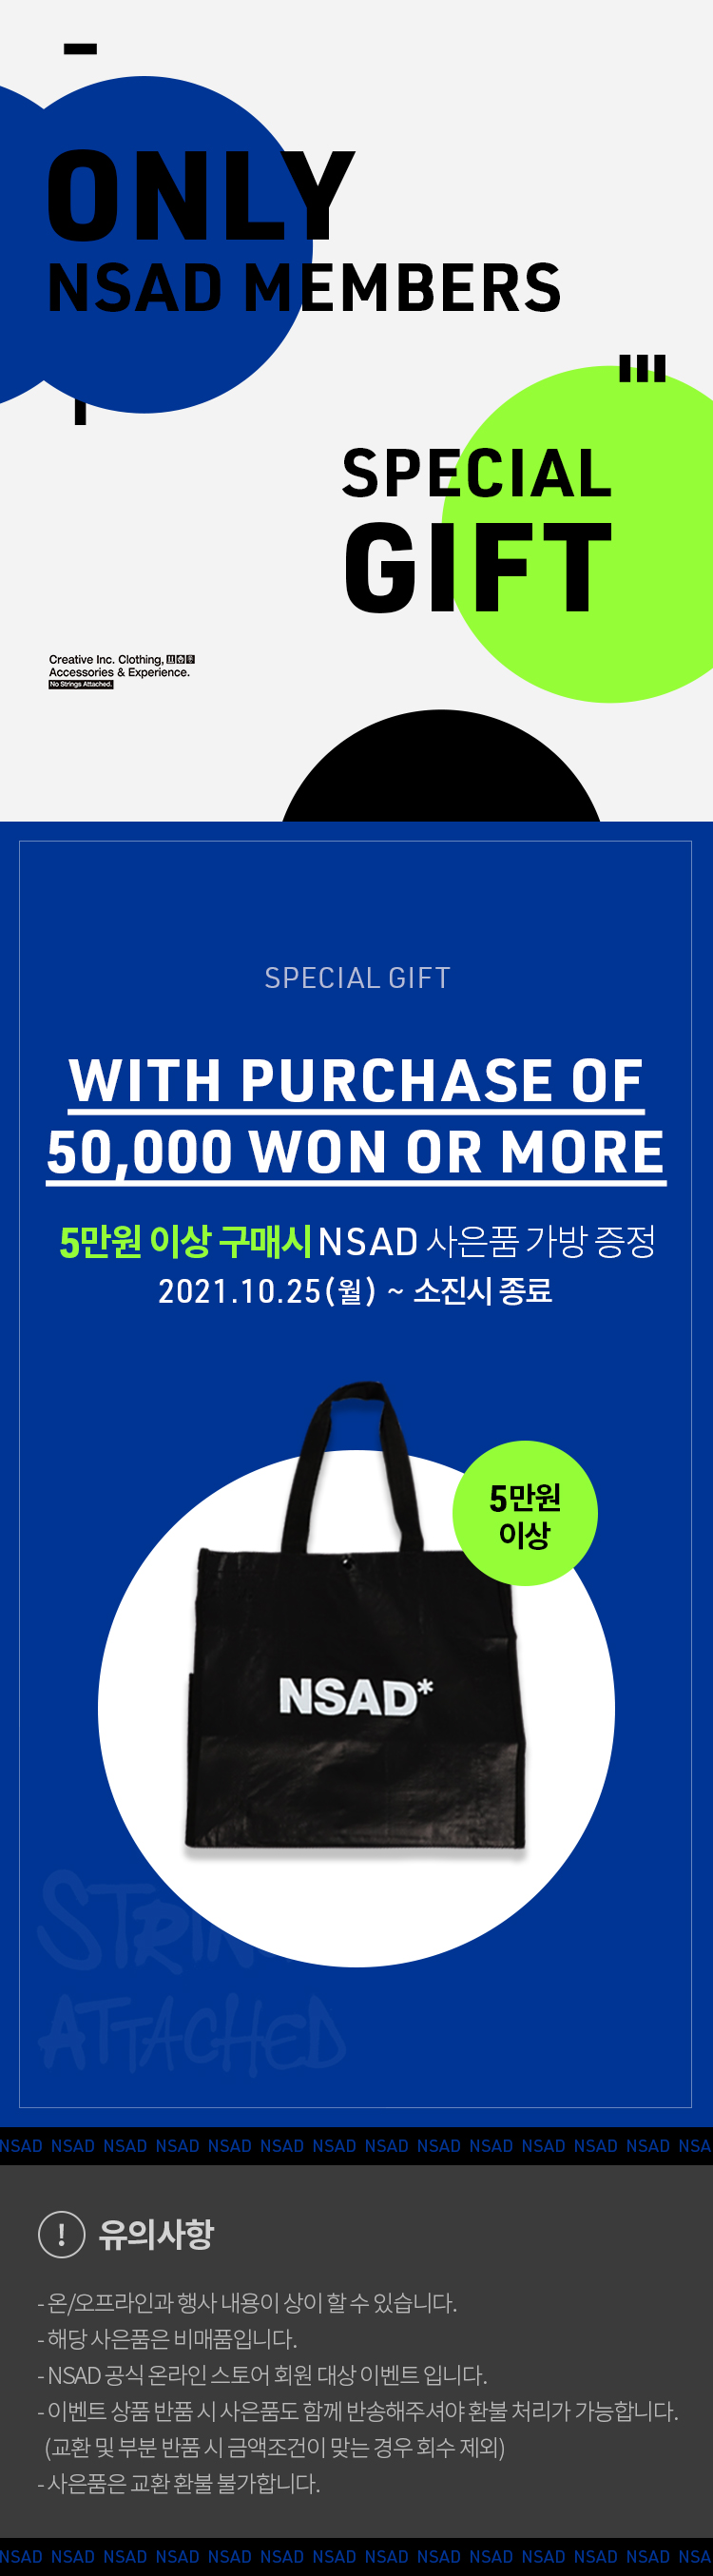 ONLY
NSAD MEMBERS
SPECIAL
GIFT
Creative Inc. Clothing,
Accessories & Experience.
No Strings Attached.
SPECIAL GIFT
WITH PURCHASE OF
50,000 WON OR MORE
5만원 이상 구매시 NSAD 사은품 가방 증정
2021.10.25(월) ~ 소진시 종료
5만원
이상
NSAD*
STRIN
ATTACHED
NSAD NSAD NSAD NSAD NSAD NSAD NSAD NSAD NSAD NSAD NSAD NSAD NSAD NSA
! 유의사항
- 온/오프라인과 행사 내용이 상이 할 수 있습니다.
- 해당 사은품은 비매품입니다.
- NSAD 공식 온라인 스토어 회원 대상 이벤트 입니다.
- 이벤트 상품 반품 시 사은품도 함께 반송해주셔야 환불 처리가 가능합니다.
(교환 및 부분 반품 시 금액조건이 맞는 경우 회수 제외)
- 사은품은 교환 환불 불가합니다.
NSAD NSAD NSAD NSAD NSAD NSAD NSAD NSAD NSAD NSAD NSAD NSAD NSAD NSA